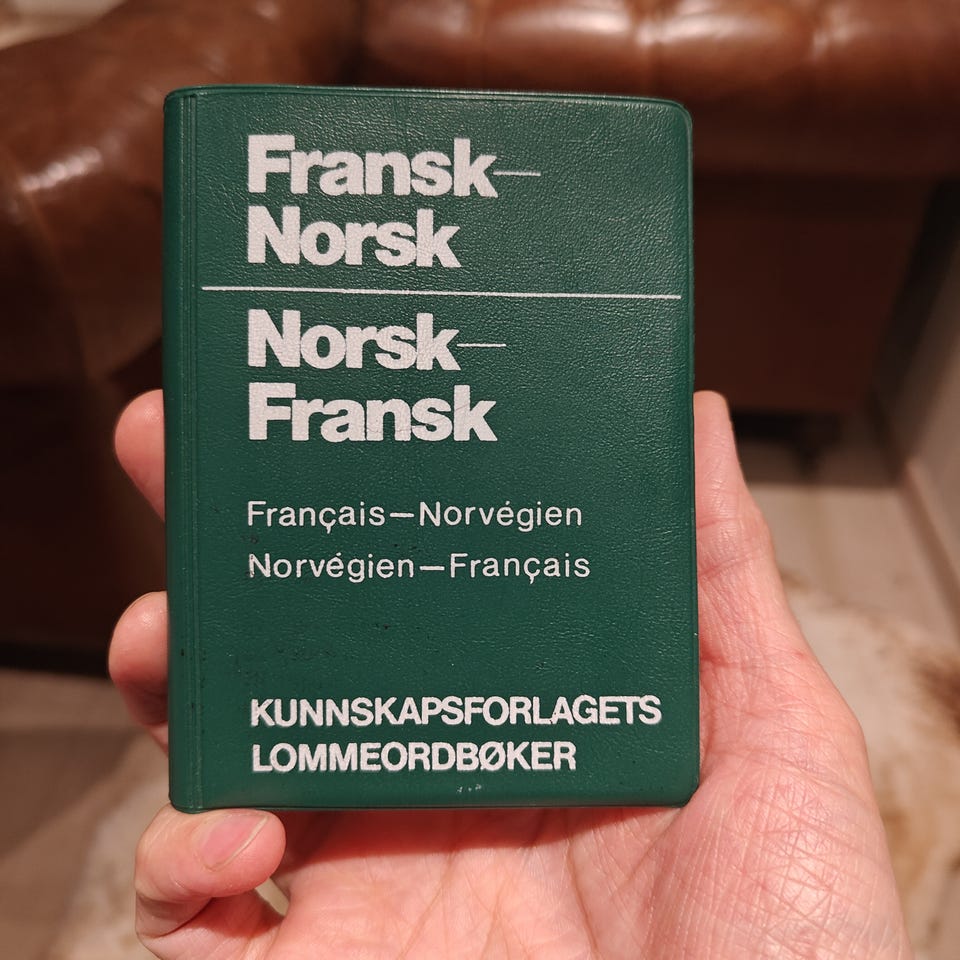 Fransk—
Norsk
Norsk—
Fransk
Français—Norvégien
Norvégien—Français
KUNNSKAPSFORLAGETS
LOMMEORDBØKER